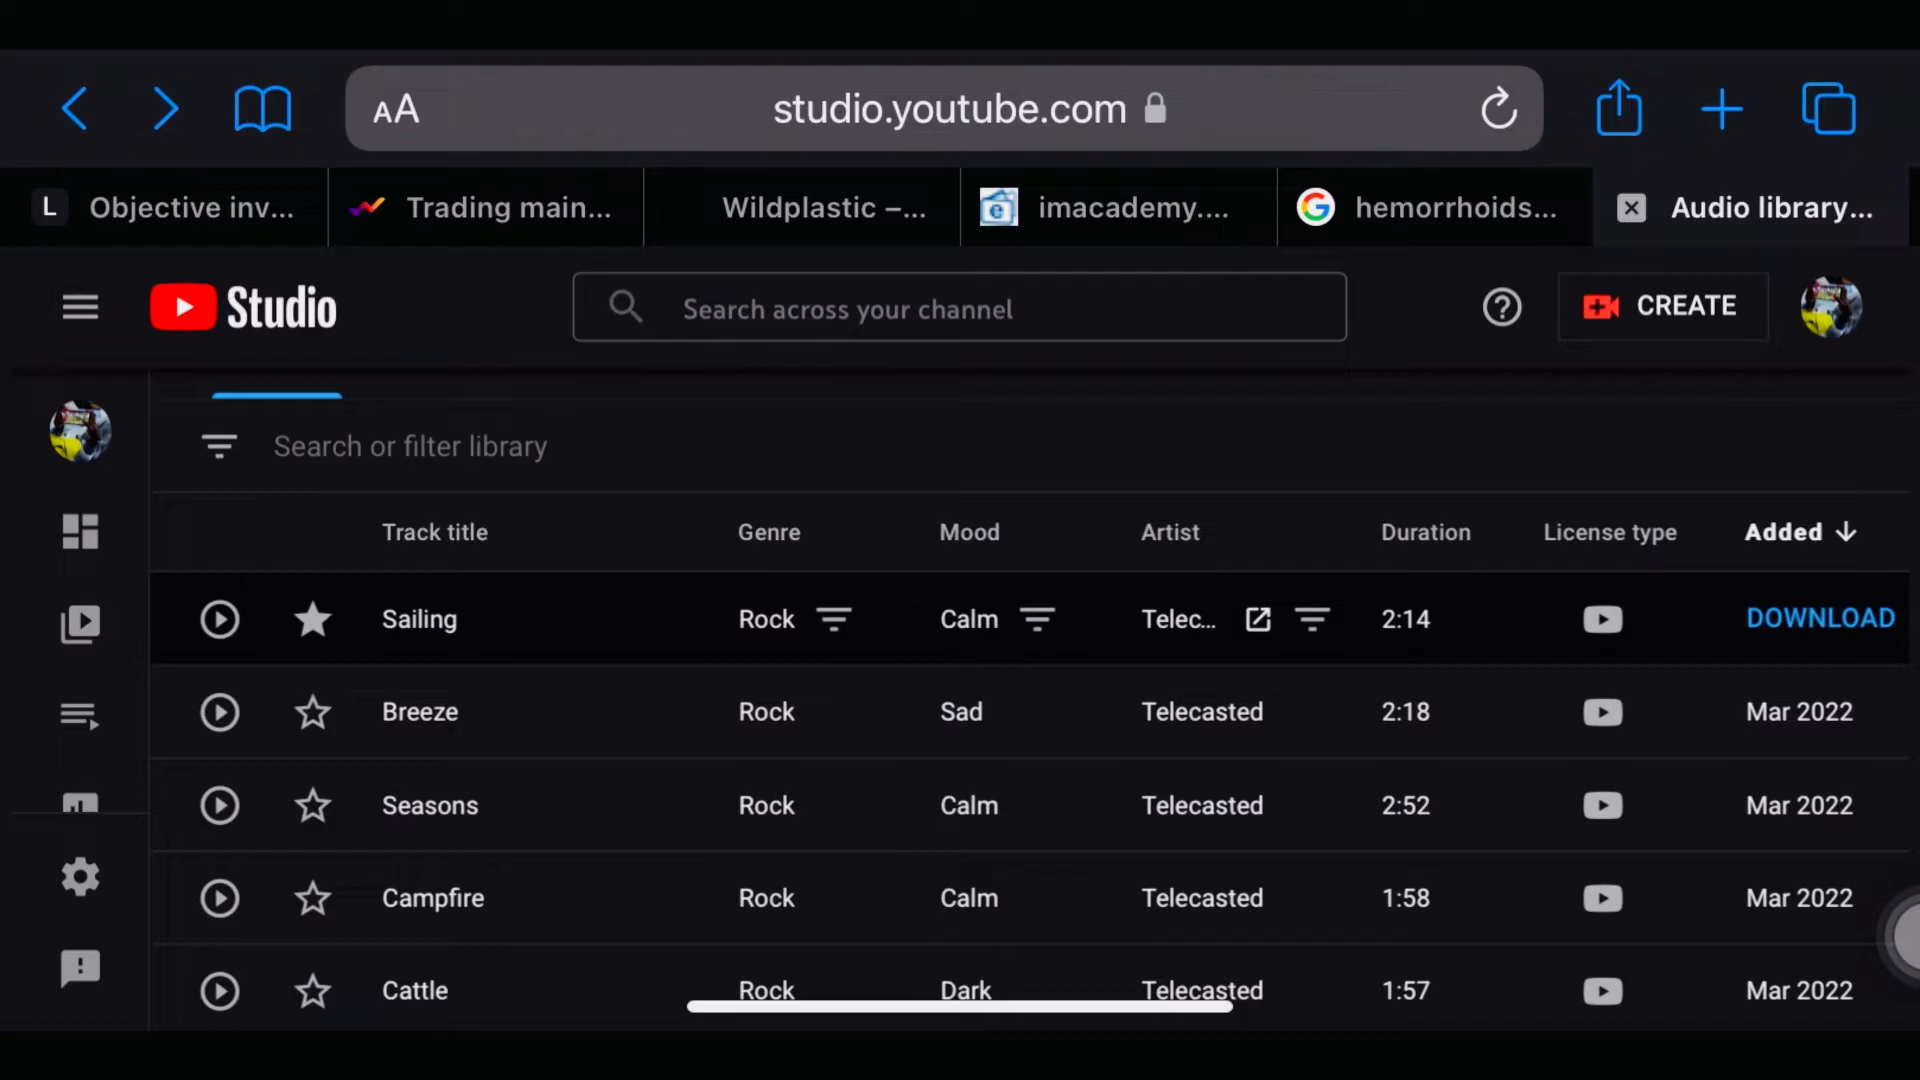 AA studio.youtube.com
L Objective inv... Trading main... Wildplastic –... imacademy.... hemorrhoids... Audio library...
Studio Search across your channel CREATE
Search or filter library
Track title Genre Mood Artist Duration License type Added
Sailing Rock Calm Telec... 2:14 DOWNLOAD
Breeze Rock Sad Telecasted 2:18 Mar 2022
Seasons Rock Calm Telecasted 2:52 Mar 2022
Campfire Rock Calm Telecasted 1:58 Mar 2022
Cattle Rock Dark Telecasted 1:57 Mar 2022